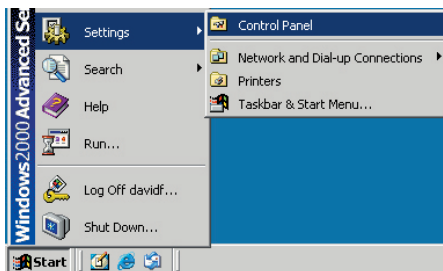 Windows2000 Advanced Se
Settings
Search
Help
Run...
Log Off davidf...
Shut Down...
Control Panel
Network and Dial-up Connections
Printers
Taskbar & Start Menu...
Start